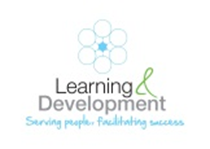 Learning &
Development
Serving people, facilitating success